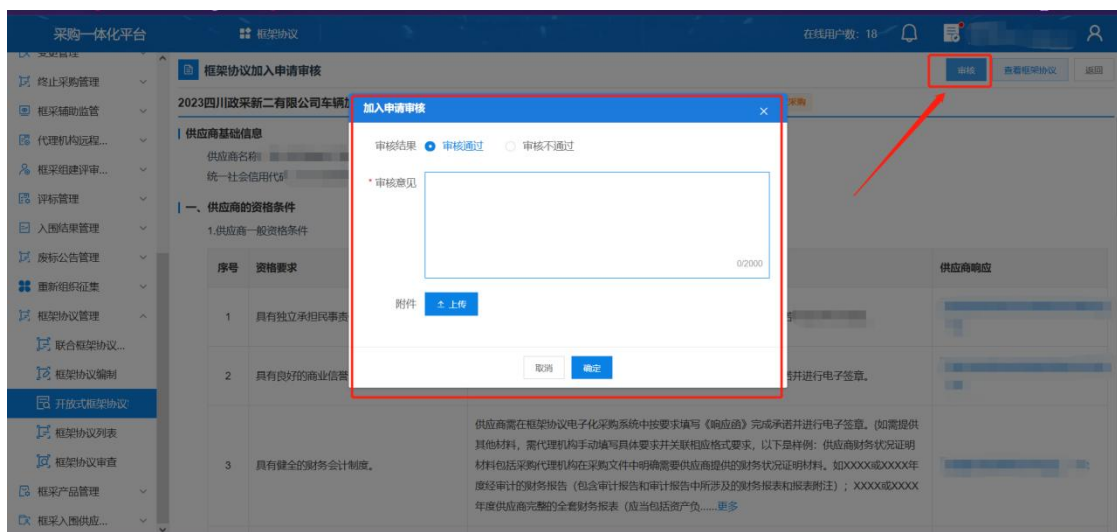 采购一体化平台
框架协议
在线用户数：18
变更管理
终止采购管理
框采辅助监管
代理机构远程...
框采组建评审...
评标管理
入围结果管理
废标公告管理
重新组织征集
框架协议管理
联合框架协议...
框架协议编制
开放式框架协议
框架协议列表
框架协议审查
框采产品管理
框采入围供应...
框架协议加入申请审核
审核
查看框架协议
返回
2023四川政采新二有限公司车辆加
采购
供应商基础信息
供应商名称
统一社会信用代码
一、供应商的资格条件
1.供应商一般资格条件
序号
资格要求
供应商响应
1
具有独立承担民事责
2
具有良好的商业信誉
并进行电子签章。
3
具有健全的财务会计制度。
供应商需在框架协议电子化采购系统中按要求填写《响应函》完成承诺并进行电子签章。(如需提供
其他材料，需代理机构手动填写具体要求并关联相应格式要求，以下是样例：供应商财务状况证明
材料包括采购代理机构在采购文件中明确需要供应商提供的财务状况证明材料。如XXXX或XXXX年
度经审计的财务报告（包含审计报告和审计报告中所涉及的财务报表和报表附注）；XXXX或XXXX
年度供应商完整的全套财务报表（应当包括资产负......更多
加入申请审核
×
审核结果
审核通过
审核不通过
* 审核意见
0/2000
附件
上传
取消
确定